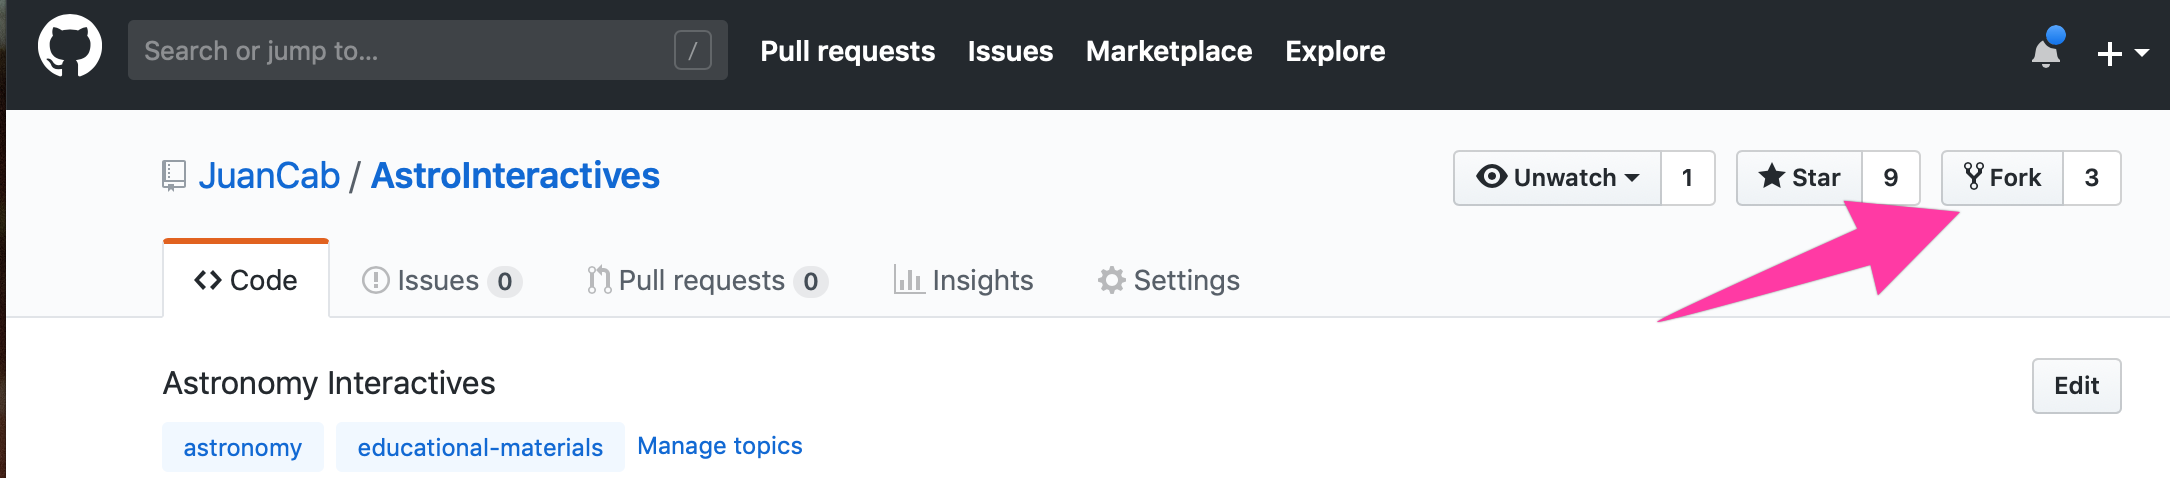 Search or jump to... / Pull requests Issues Marketplace Explore
JuanCab / AstroInteractives Unwatch 1 Star 9 Fork 3
Code Issues 0 Pull requests 0 Insights Settings
Astronomy Interactives Edit
astronomy educational-materials Manage topics